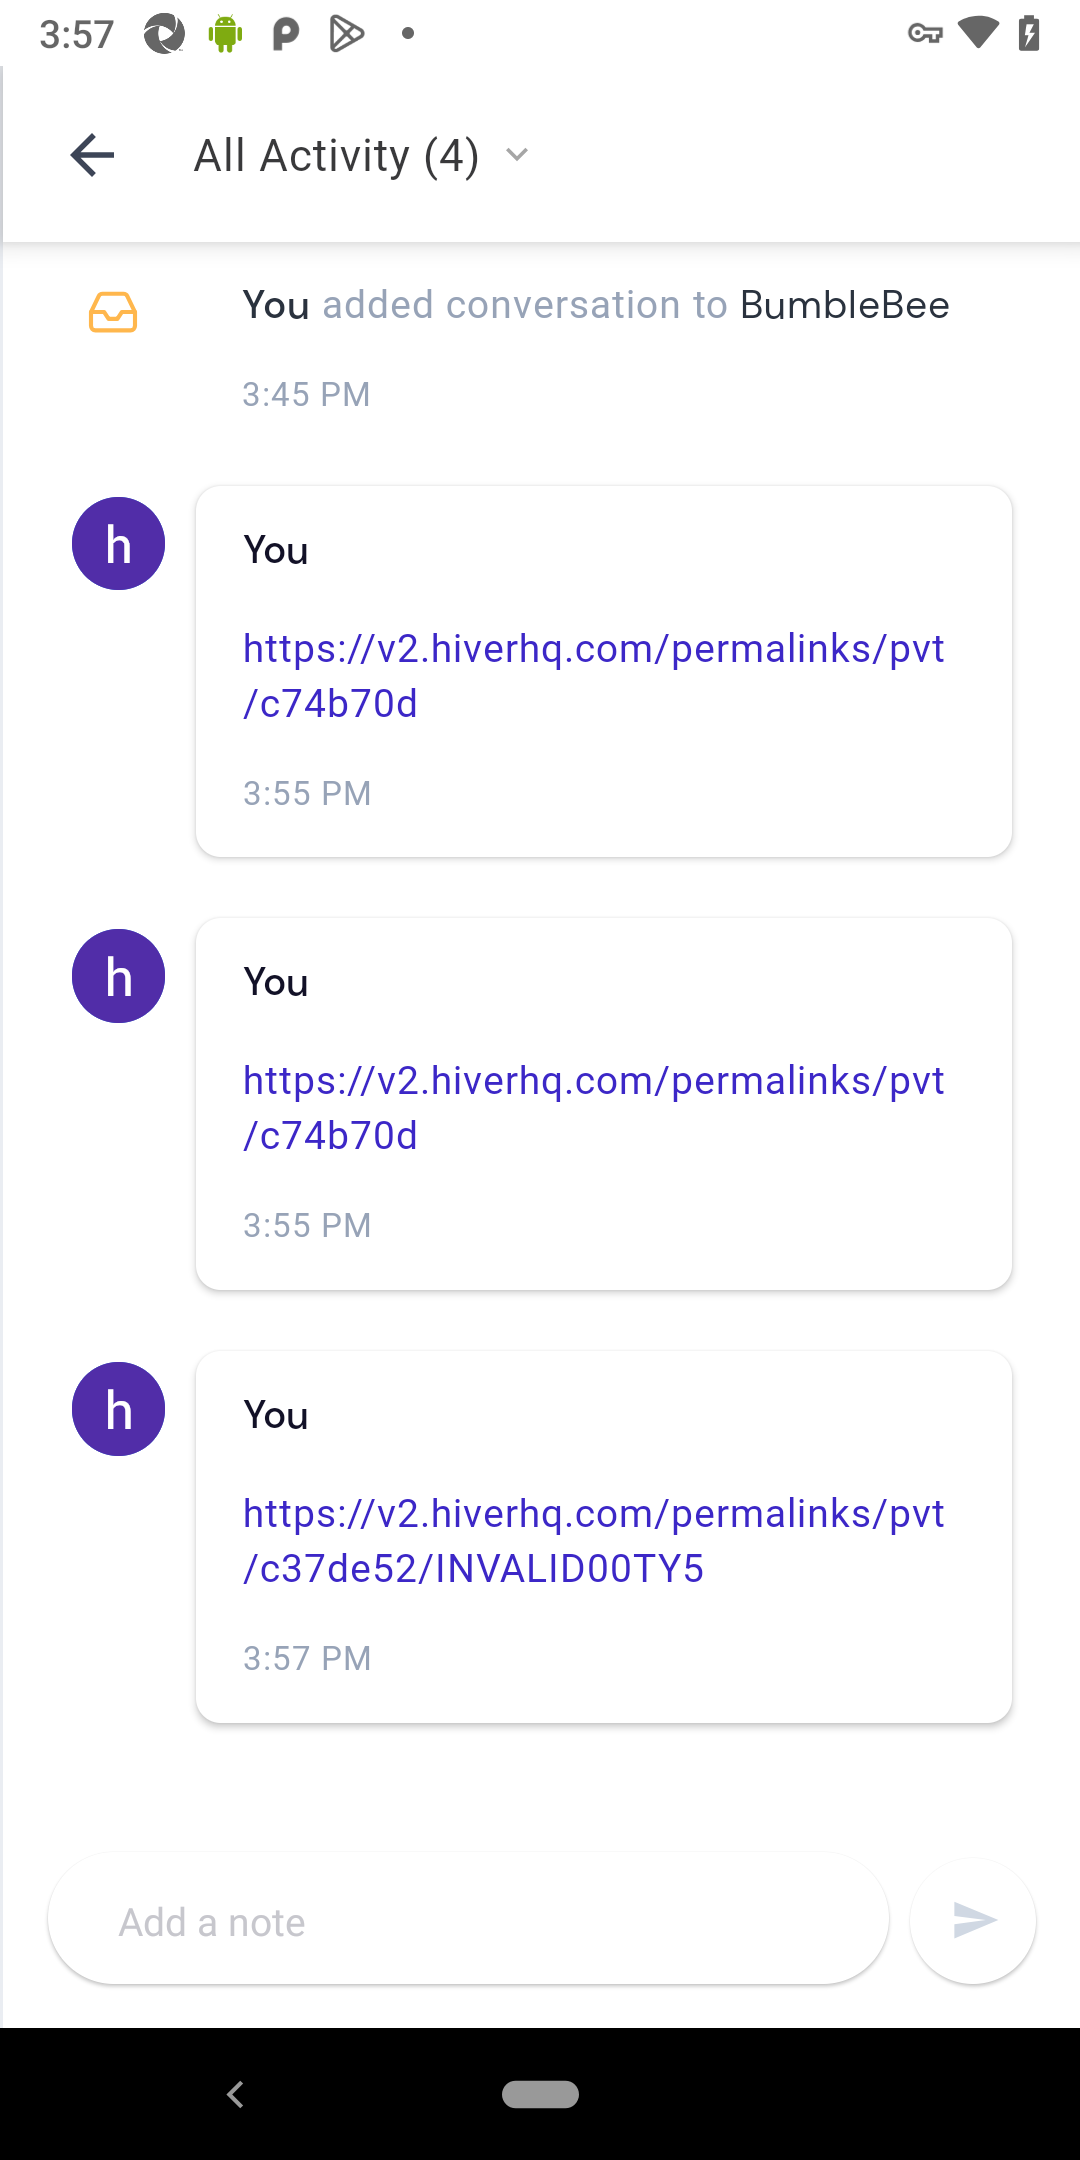 3:57
All Activity (4)
You added conversation to BumbleBee
3:45 PM
h
You
https://v2.hiverhq.com/permalinks/pvt
/c74b70d
3:55 PM
h
You
https://v2.hiverhq.com/permalinks/pvt
/c74b70d
3:55 PM
h
You
https://v2.hiverhq.com/permalinks/pvt
/c37de52/INVALID00TY5
3:57 PM
Add a note